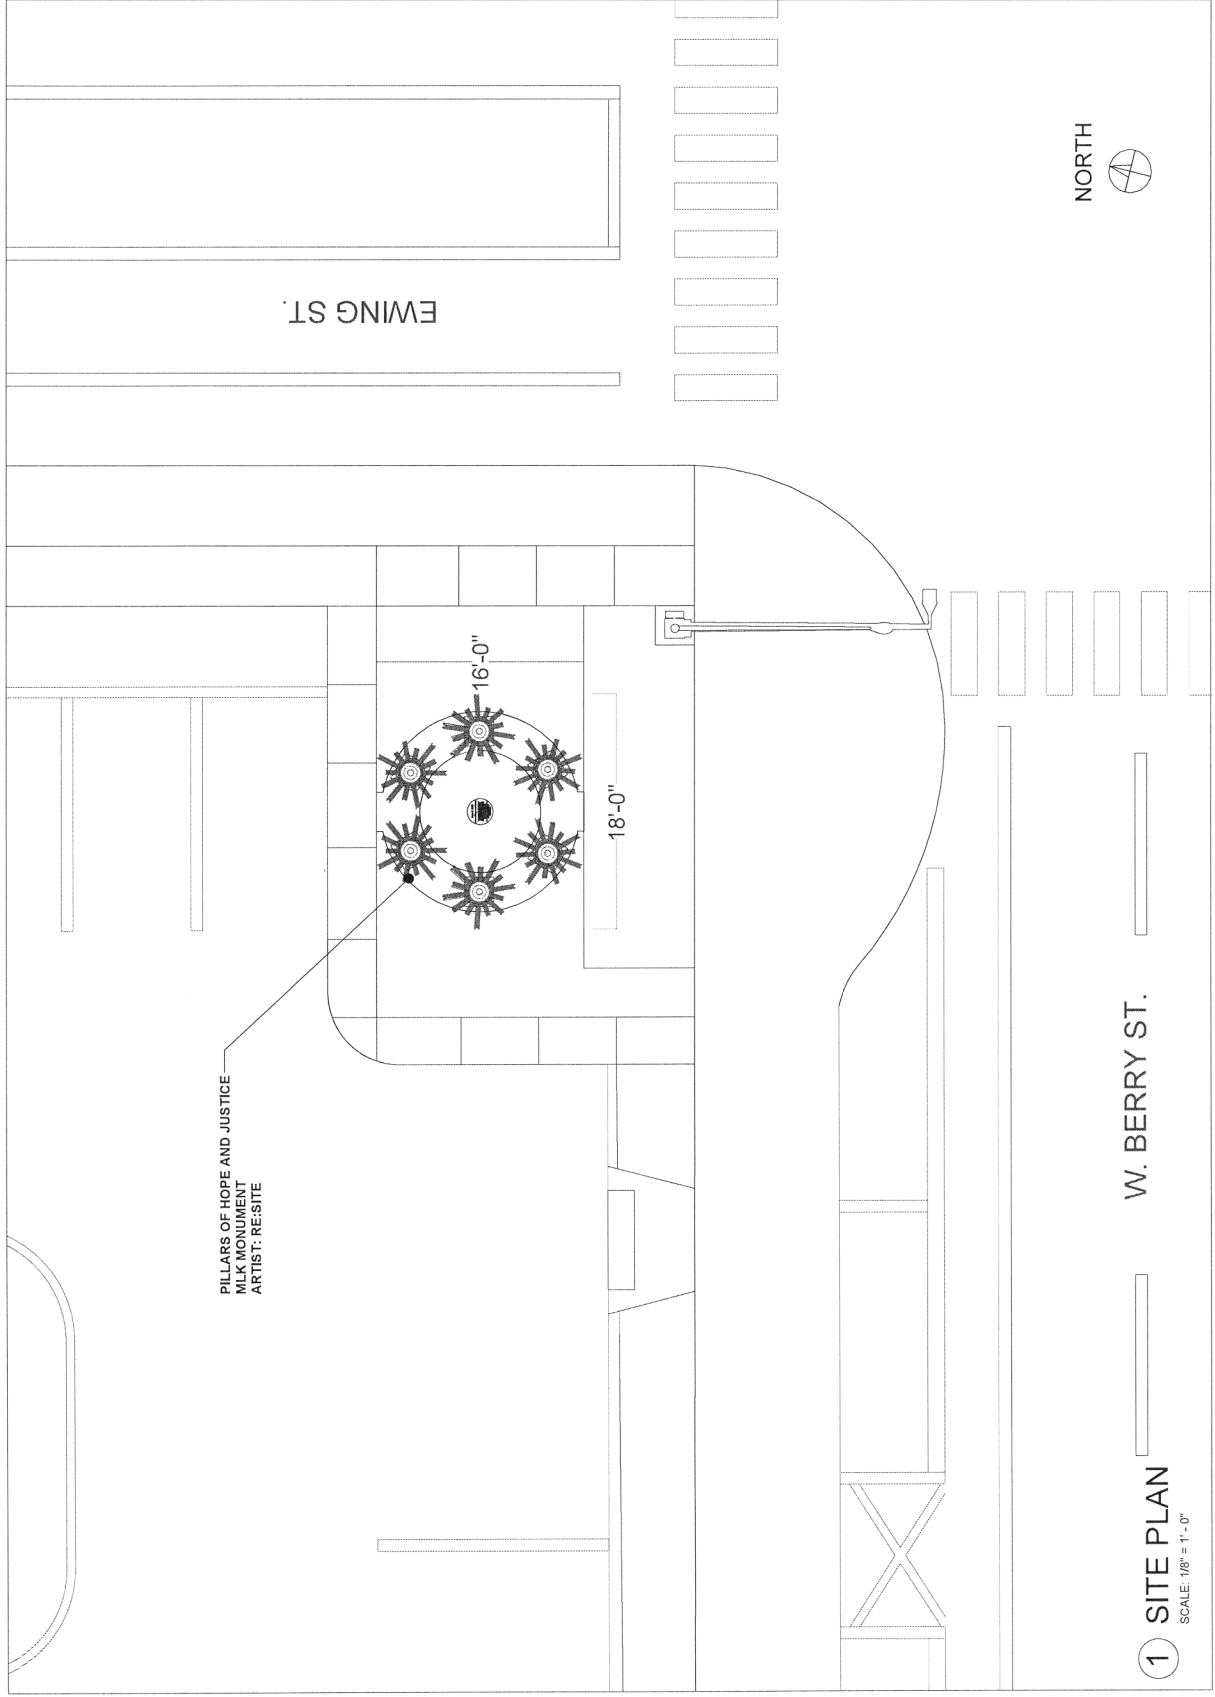 EWING ST.
NORTH
16'-0"
18'-0"
PILLARS OF HOPE AND JUSTICE
MLK MONUMENT
ARTIST: RE:SITE
W. BERRY ST.
1 SITE PLAN
SCALE: 1/8" = 1' - 0"